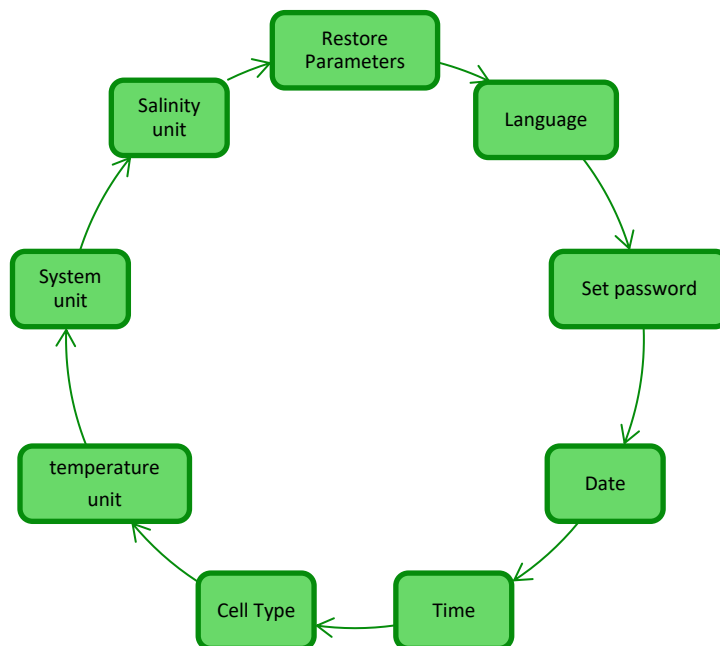 Restore
Parameters
Language
Set password
Date
Time
Cell Type
temperature
unit
System
unit
Salinity
unit